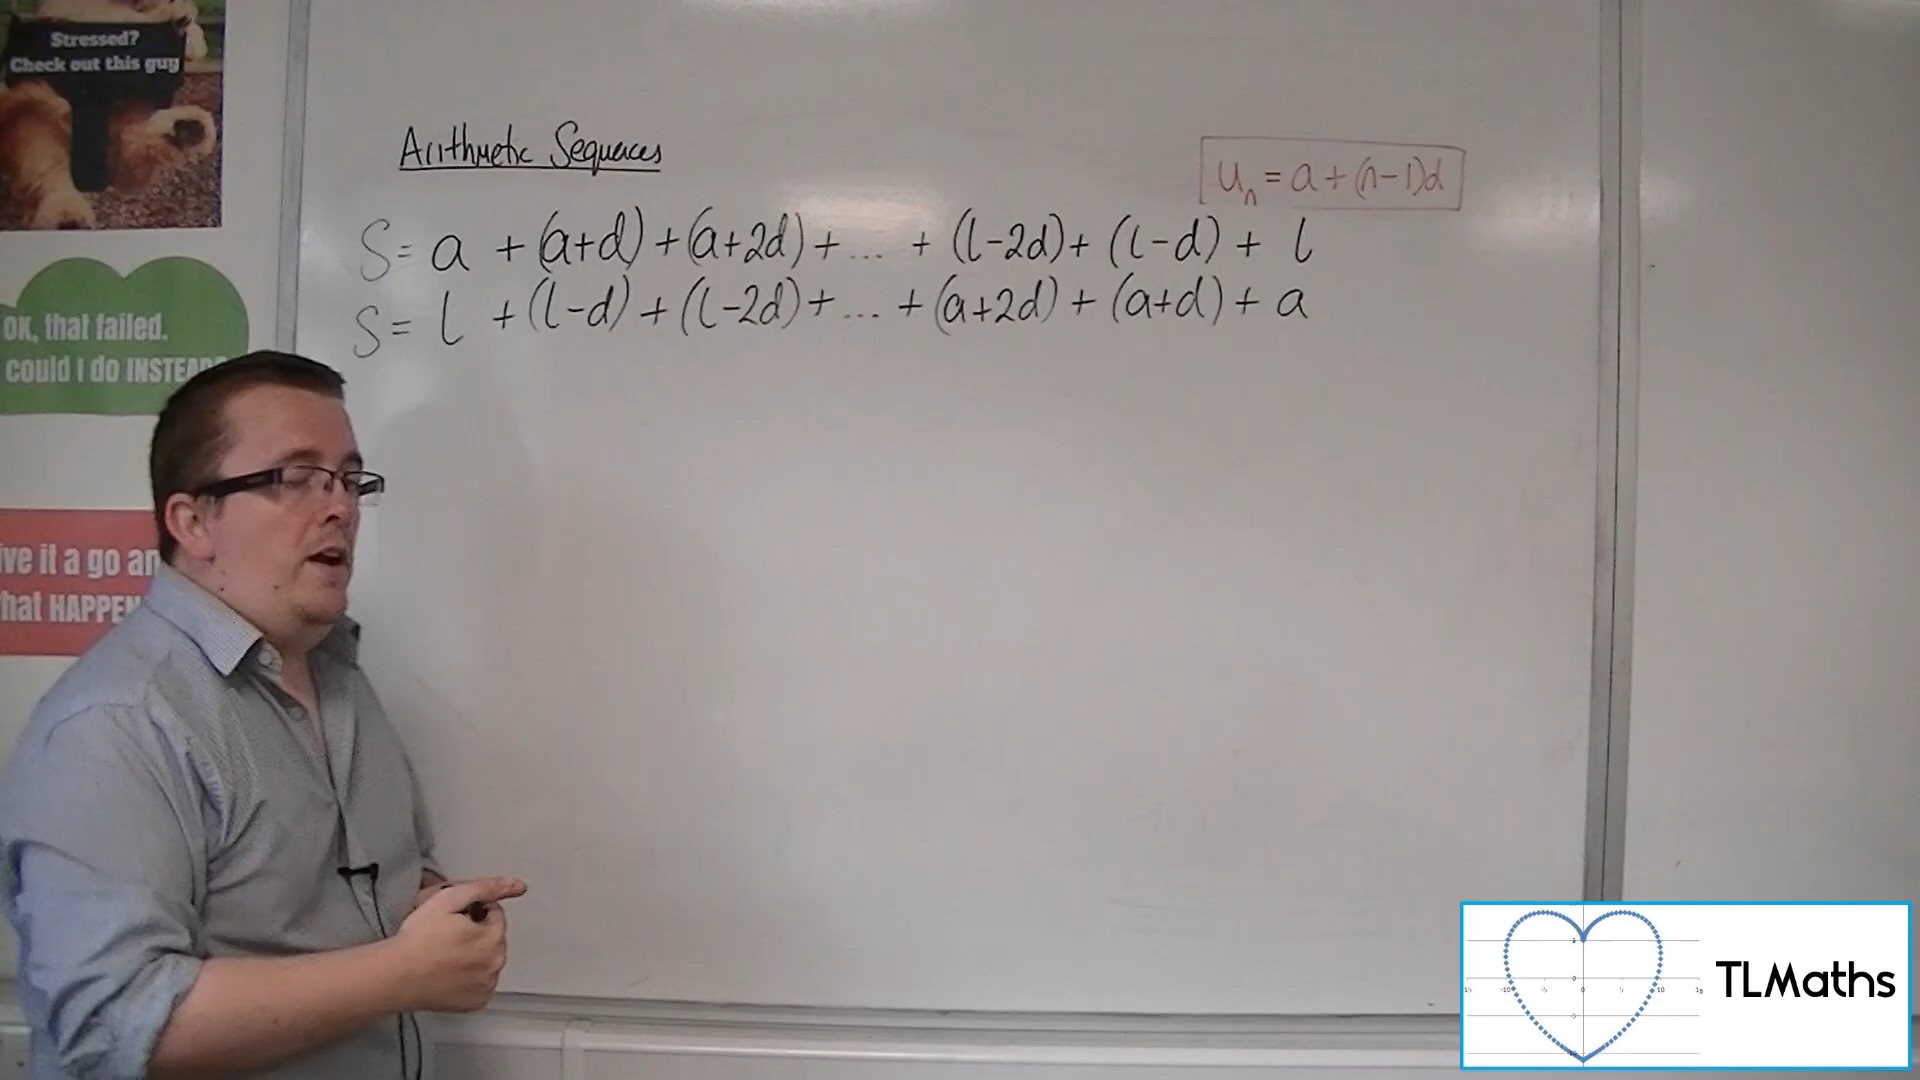 Stressed?
Check out this guy
OK, that failed.
could I do INSTEAD
ive it a go an
hat HAPPEN
Arithmetic Sequences
Uₙ = a + (n-1)d
S = a + (a+d) + (a+2d) + ... + (l-2d) + (l-d) + l
S = l + (l-d) + (l-2d) + ... + (a+2d) + (a+d) + a
TLMaths